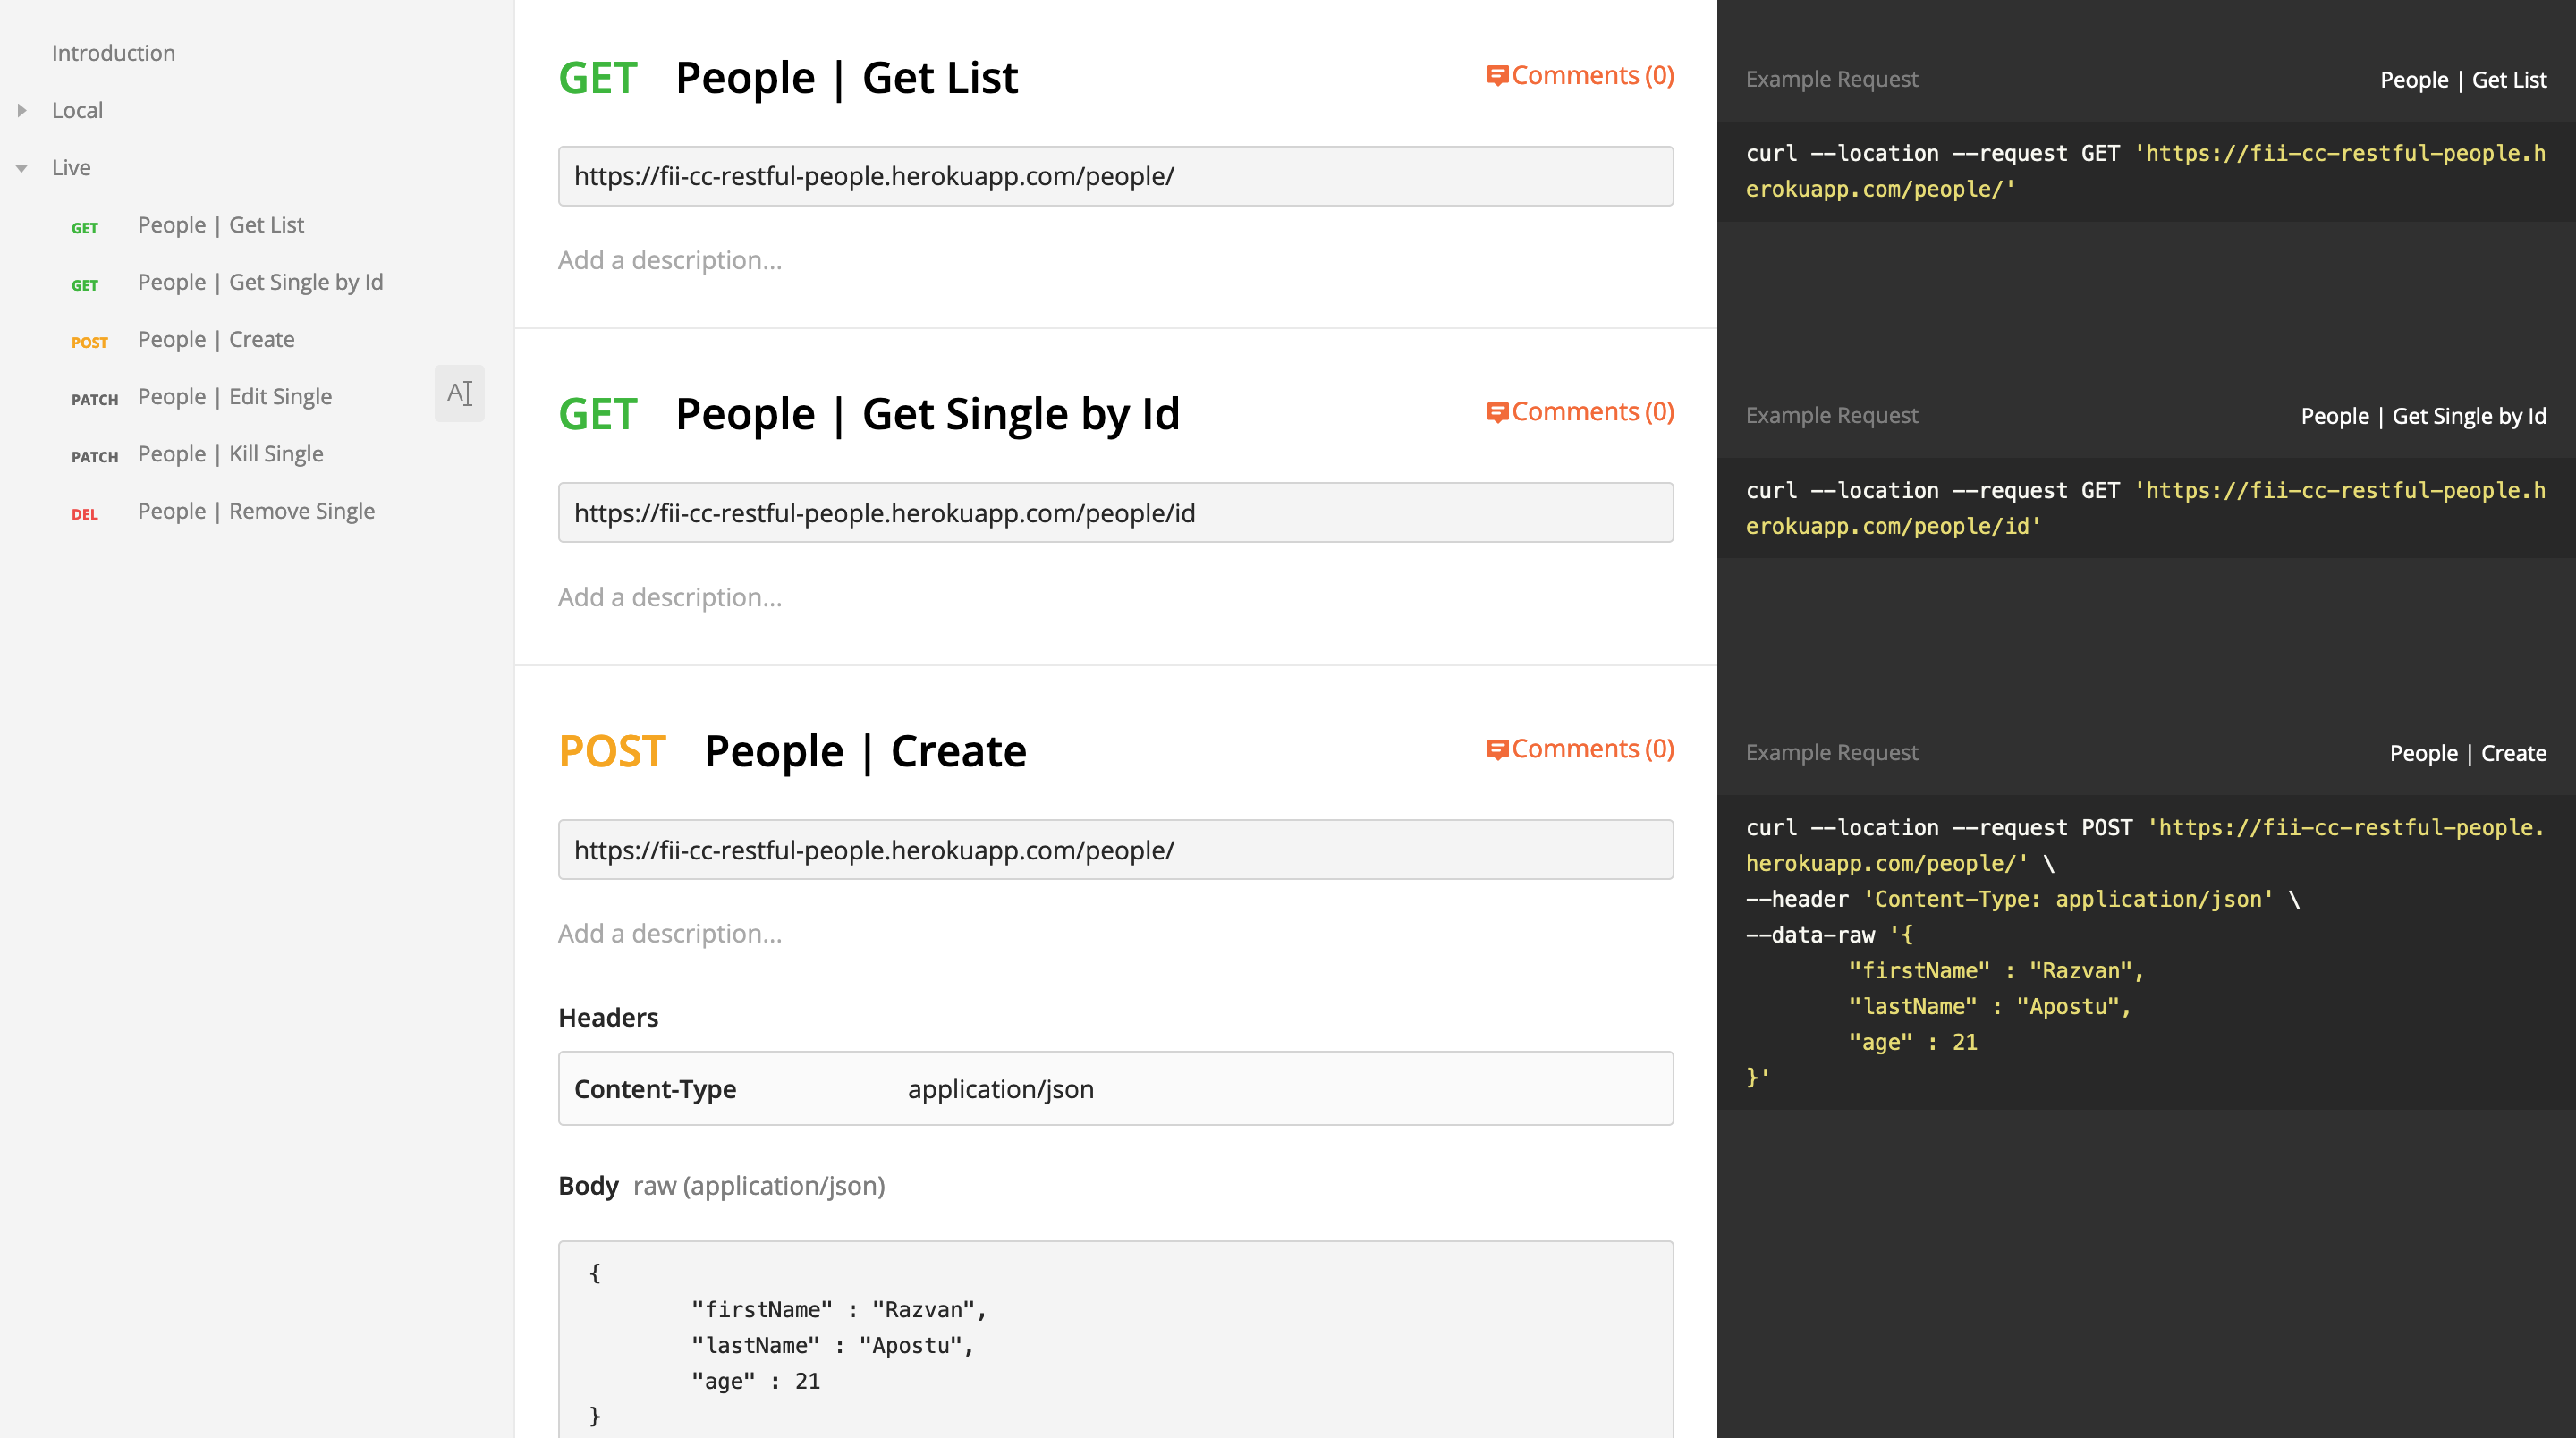 Introduction
Local
Live
GET People | Get List
GET People | Get Single by Id
POST People | Create
PATCH People | Edit Single
PATCH People | Kill Single
DEL People | Remove Single
A
GET People | Get List
Comments (0)
https://fii-cc-restful-people.herokuapp.com/people/
Add a description...
GET People | Get Single by Id
Comments (0)
https://fii-cc-restful-people.herokuapp.com/people/id
Add a description...
POST People | Create
Comments (0)
https://fii-cc-restful-people.herokuapp.com/people/
Add a description...
Headers
Content-Type application/json
Body raw (application/json)
{
"firstName" : "Razvan",
"lastName" : "Apostu",
"age" : 21
}
Example Request People | Get List
curl --location --request GET 'https://fii-cc-restful-people.h
erokuapp.com/people/'
Example Request People | Get Single by Id
curl --location --request GET 'https://fii-cc-restful-people.h
erokuapp.com/people/id'
Example Request People | Create
curl --location --request POST 'https://fii-cc-restful-people.
herokuapp.com/people/' \
--header 'Content-Type: application/json' \
--data-raw '{
"firstName" : "Razvan",
"lastName" : "Apostu",
"age" : 21
}'